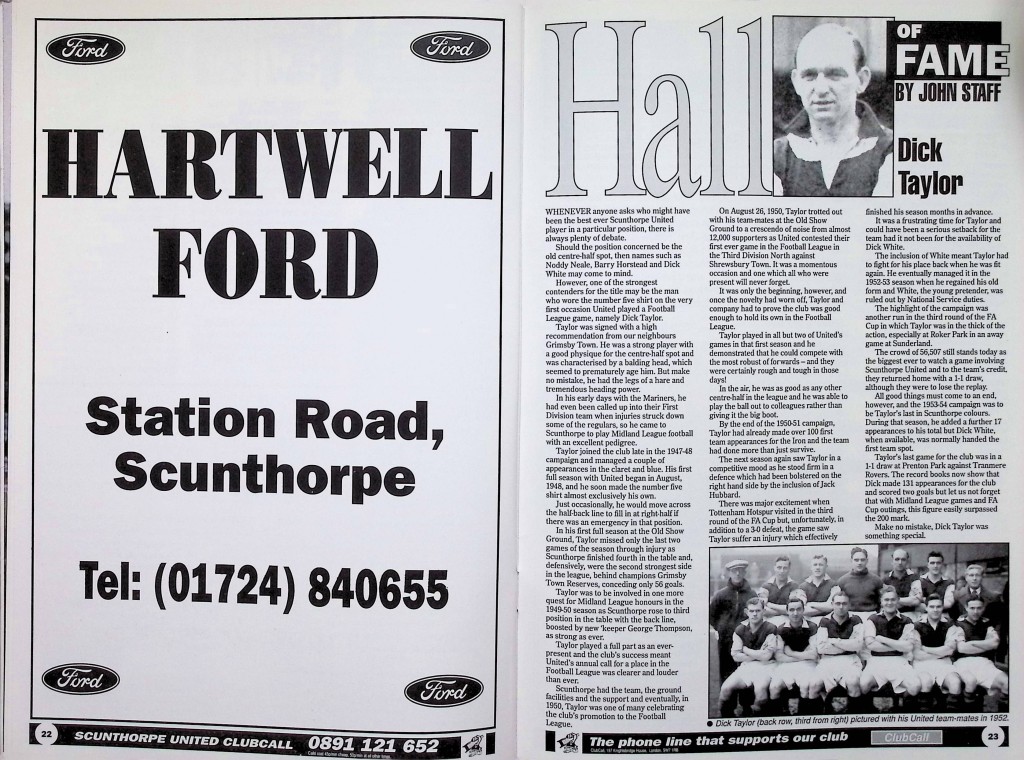 Ford
Ford
HARTWELL
FORD
Station Road,
Scunthorpe
Tel: (01724) 840655
Ford
Ford
22
SCUNTHORPE UNITED CLUBCALL 0891 121 652
Hall
OF
FAME
BY JOHN STAFF
Dick
Taylor
WHENEVER anyone asks who might have
been the best ever Scunthorpe United
player in a particular position, there is
always plenty of debate.
Should the position concerned be the
old centre-half spot, then names such as
Noddy Neale, Barry Horstead and Dick
White may come to mind.
However, one of the strongest
contenders for the title may be the man
who wore the number five shirt on the very
first occasion United played a Football
League game, namely Dick Taylor.
Taylor was signed with a high
recommendation from our neighbours
Grimsby Town. He was a strong player with
a good physique for the centre-half spot and
was characterised by a balding head, which
seemed to prematurely age him. But make
no mistake, he had the legs of a hare and
tremendous heading power.
In his early days with the Mariners, he
had even been called up into their First
Division team when injuries struck down
some of the regulars, so he came to
Scunthorpe to play Midland League football
with an excellent pedigree.
Taylor joined the club late in the 1947-48
campaign and managed a couple of
appearances in the claret and blue. His first
full season with United began in August,
1948, and he soon made the number five
shirt almost exclusively his own.
Just occasionally, he would move across
the half-back line to fill in at right-half if
there was an emergency in that position.
In his first full season at the Old Show
Ground, Taylor missed only the last two
games of the season through injury as
Scunthorpe finished fourth in the table and,
defensively, were the second strongest side
in the league, behind champions Grimsby
Town Reserves, conceding only 56 goals.
Taylor was to be involved in one more
quest for Midland League honours in the
1949-50 season as Scunthorpe rose to third
position in the table with the back line,
boosted by new 'keeper George Thompson,
as strong as ever.
Taylor played a full part as an ever-
present and the club's success meant
United's annual call for a place in the
Football League was clearer and louder
than ever.
Scunthorpe had the team, the ground
facilities and the support and eventually, in
1950, Taylor was one of many celebrating
the club's promotion to the Football
League.
On August 26, 1950, Taylor trotted out
with his team-mates at the Old Show
Ground to a crescendo of noise from almost
12,000 supporters as United contested their
first ever game in the Football League in
the Third Division North against
Shrewsbury Town. It was a momentous
occasion and one which all who were
present will never forget.
It was only the beginning, however, and
once the novelty had worn off, Taylor and
company had to prove the club was good
enough to hold its own in the Football
League.
Taylor played in all but two of United's
games in that first season and he
demonstrated that he could compete with
the most robust of forwards – and they
were certainly rough and tough in those
days!
In the air, he was as good as any other
centre-half in the league and he was able to
play the ball out to colleagues rather than
giving it the big boot.
By the end of the 1950-51 campaign,
Taylor had already made over 100 first
team appearances for the Iron and the team
had done more than just survive.
The next season again saw Taylor in a
competitive mood as he stood firm in a
defence which had been bolstered on the
right hand side by the inclusion of Jack
Hubbard.
There was major excitement when
Tottenham Hotspur visited in the third
round of the FA Cup but, unfortunately, in
addition to a 3-0 defeat, the game saw
Taylor suffer an injury which effectively
finished his season months in advance.
It was a frustrating time for Taylor and
could have been a serious setback for the
team had it not been for the availability of
Dick White.
The inclusion of White meant Taylor had
to fight for his place back when he was fit
again. He eventually managed it in the
1952-53 season when he regained his old
form and White, the young pretender, was
ruled out by National Service duties.
The highlight of the campaign was
another run in the third round of the FA
Cup in which Taylor was in the thick of the
action, especially at Roker Park in an away
game at Sunderland.
The crowd of 56,507 still stands today as
the biggest ever to watch a game involving
Scunthorpe United and to the team's credit,
they returned home with a 1-1 draw,
although they were to lose the replay.
All good things must come to an end,
however, and the 1953-54 campaign was to
be Taylor's last in Scunthorpe colours.
During that season, he added a further 17
appearances to his total but Dick White,
when available, was normally handed the
first team spot.
Taylor's last game for the club was in a
1-1 draw at Prenton Park against Tranmere
Rovers. The record books now show that
Dick made 131 appearances for the club
and scored two goals but let us not forget
that with Midland League games and FA
Cup outings, this figure easily surpassed
the 200 mark.
Make no mistake, Dick Taylor was
something special.
● Dick Taylor (back row, third from right) pictured with his United team-mates in 1952.
The phone line that supports our club
ClubCall
23